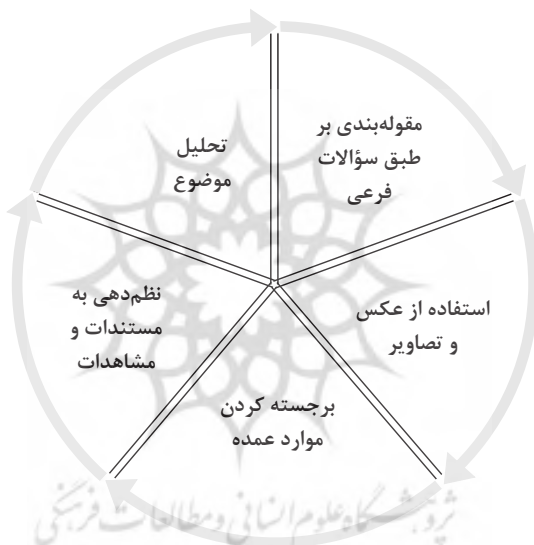 مقوله‌بندی بر
طبق سؤالات
فرعی
استفاده از عکس
و تصاویر
برجسته کردن
موارد عمده
نظم‌دهی به
مستندات و
مشاهدات
تحلیل
موضوع
پژوهشگاه علوم انسانی و مطالعات فرهنگی